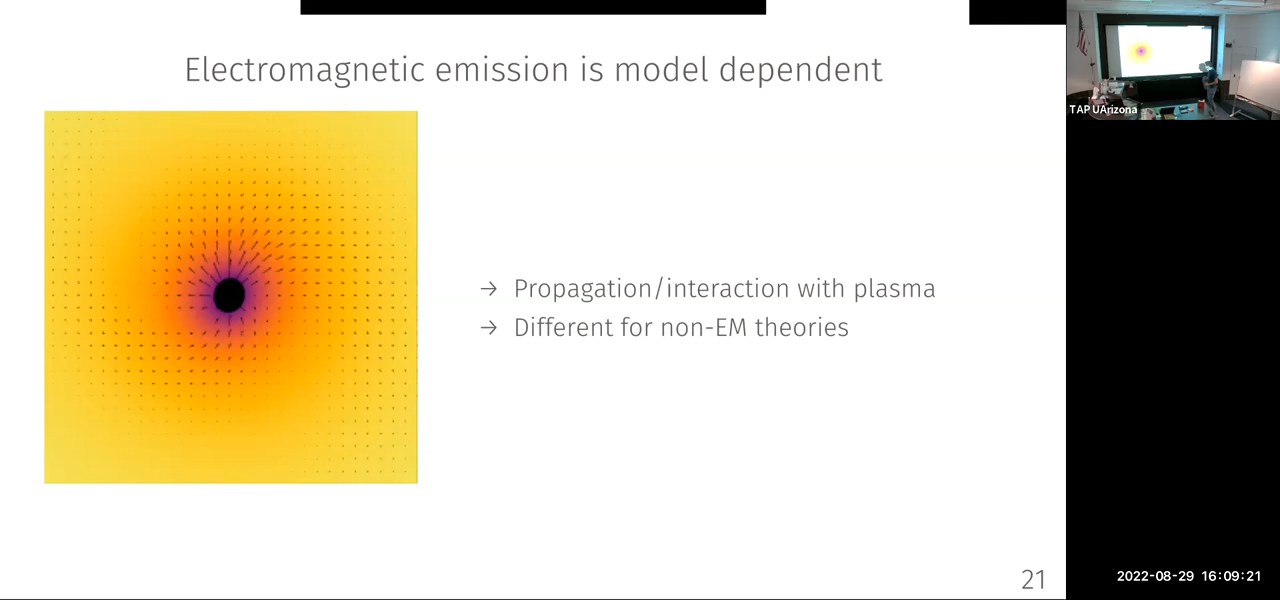 Electromagnetic emission is model dependent
→ Propagation/interaction with plasma
→ Different for non-EM theories
21
TAP UArizona
2022-08-29 16:09:21